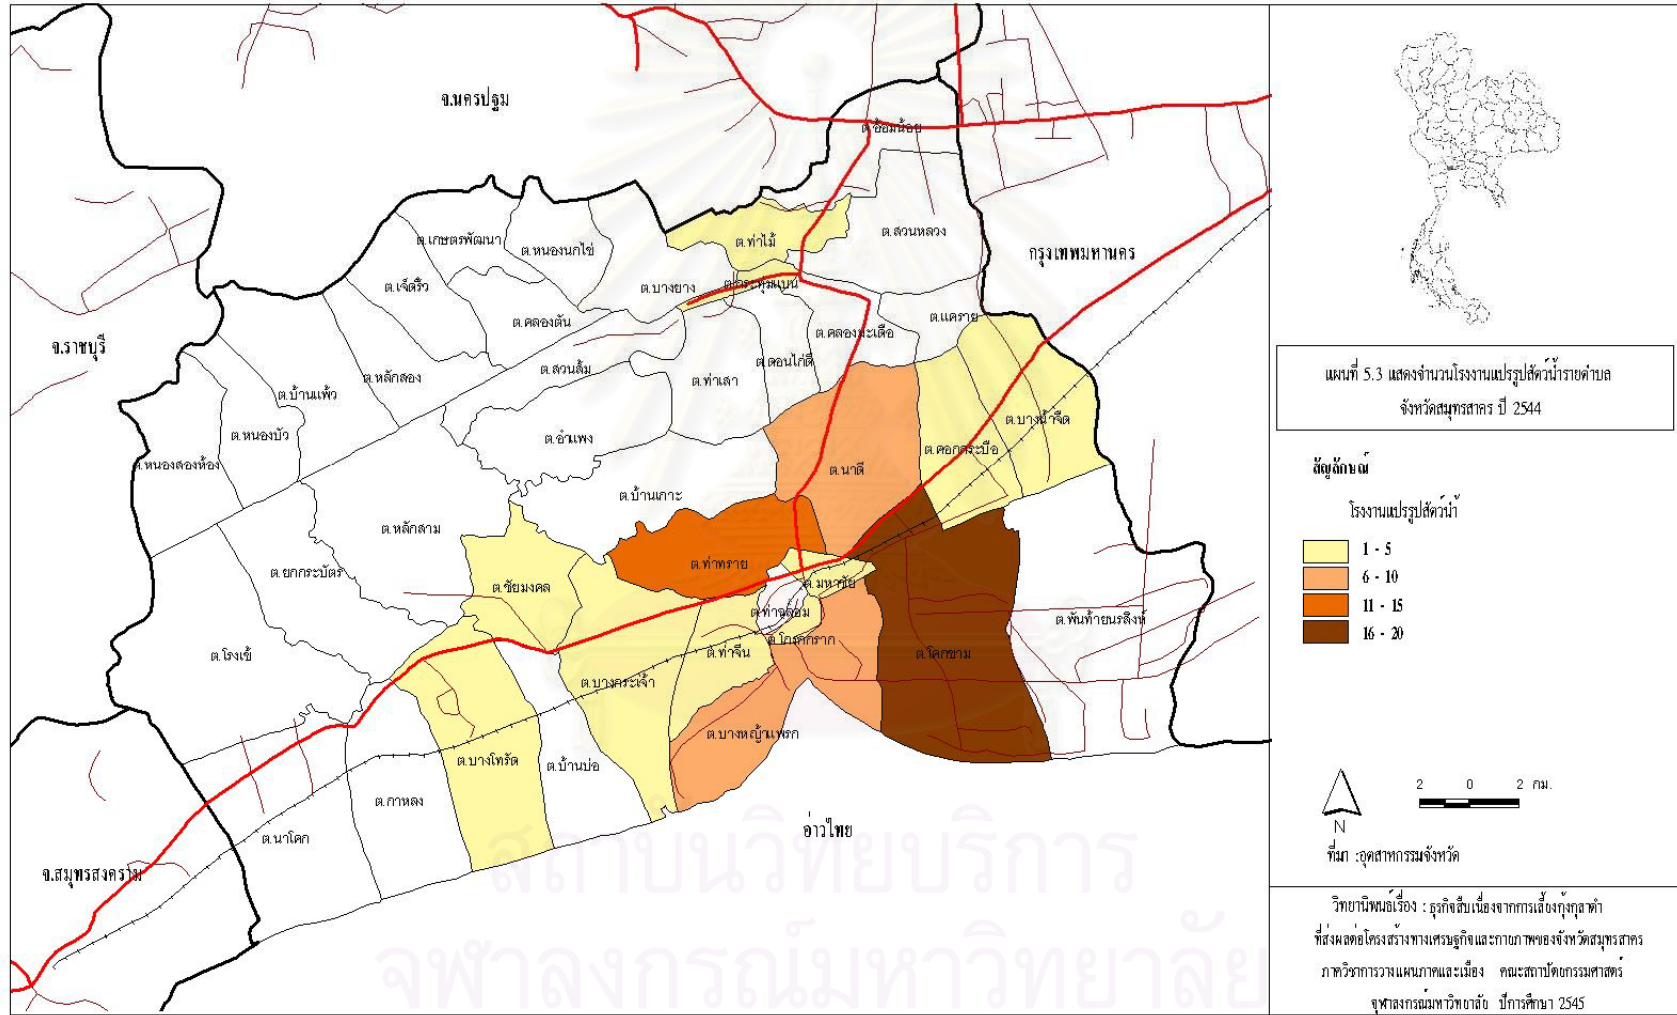 จ.นครปฐม
ต.อ้อมน้อย
ต.เกษตรพัฒนา
ต.หนองนกไข่
ต.ท่าไม้
ต.สวนหลวง
กรุงเทพมหานคร
ต.เจ็ดริ้ว
ต.บางยาง
ต.กระทุ่มแบน
ต.คลองตัน
ต.คลองมะเดื่อ
ต.แคราย
จ.ราชบุรี
ต.หลักสอง
ต.สวนส้ม
ต.ดอนไก่ดี
ต.ท่าเสา
ต.บ้านแพ้ว
ต.หนองบัว
ต.อำแพง
ต.บางน้ำจืด
ต.คอกกระบือ
ต.หนองสองห้อง
ต.นาดี
ต.บ้านเกาะ
ต.หลักสาม
ต.ยกกระบัตร
ต.ชัยมงคล
ต.ท่าทราย
ต.มหาชัย
ต.ท่าฉลอม
ต.พันท้ายนรสิงห์
ต.โกรกกราก
ต.โรงเข้
ต.ท่าจีน
ต.โคกขาม
ต.บางกระเจ้า
ต.บางหญ้าแพรก
ต.บางโทรัด
ต.บ้านบ่อ
ต.กาหลง
ต.นาโคก
อ่าวไทย
จ.สมุทรสงคราม
สถาบันวิทยบริการ
จุฬาลงกรณ์มหาวิทยาลัย
แผนที่ 5.3 แสดงจำนวนโรงงานแปรรูปสัตว์น้ำรายตำบล
จังหวัดสมุทรสาคร ปี 2544
สัญลักษณ์
โรงงานแปรรูปสัตว์น้ำ
1 - 5
6 - 10
11 - 15
16 - 20
2 0 2 กม.
N
ที่มา :อุตสาหกรรมจังหวัด
วิทยานิพนธ์เรื่อง : ธุรกิจสืบเนื่องจากการเลี้ยงกุ้งกุลาดำ
ที่ส่งผลต่อโครงสร้างทางเศรษฐกิจและกายภาพของจังหวัดสมุทรสาคร
ภาควิชาการวางแผนภาคและเมือง คณะสถาปัตยกรรมศาสตร์
จุฬาลงกรณ์มหาวิทยาลัย ปีการศึกษา 2545